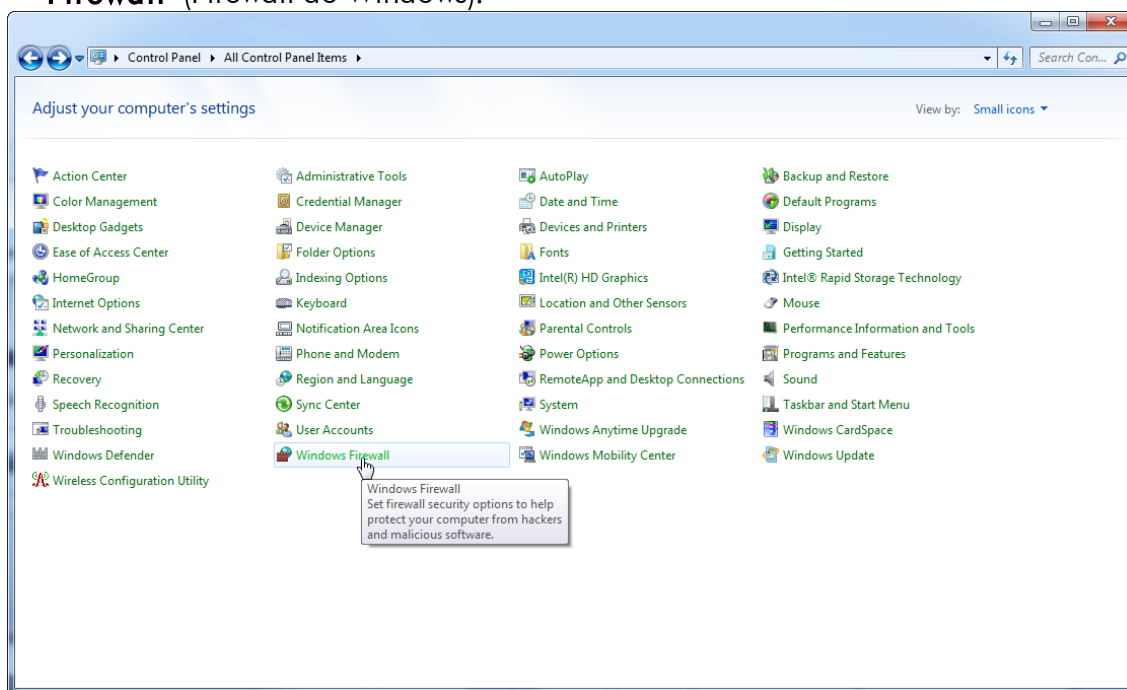 Firewall" (Firewall do Windows).
Control Panel All Control Panel Items
Search Con...
Adjust your computer's settings
View by: Small icons
Action Center
Administrative Tools
AutoPlay
Backup and Restore
Color Management
Credential Manager
Date and Time
Default Programs
Desktop Gadgets
Device Manager
Devices and Printers
Display
Ease of Access Center
Folder Options
Fonts
Getting Started
HomeGroup
Indexing Options
Intel(R) HD Graphics
Intel® Rapid Storage Technology
Internet Options
Keyboard
Location and Other Sensors
Mouse
Network and Sharing Center
Notification Area Icons
Parental Controls
Performance Information and Tools
Personalization
Phone and Modem
Power Options
Programs and Features
Recovery
Region and Language
RemoteApp and Desktop Connections
Sound
Speech Recognition
Sync Center
System
Taskbar and Start Menu
Troubleshooting
User Accounts
Windows Anytime Upgrade
Windows CardSpace
Windows Defender
Windows Firewall
Windows Mobility Center
Windows Update
Wireless Configuration Utility
Windows Firewall
Set firewall security options to help
protect your computer from hackers
and malicious software.